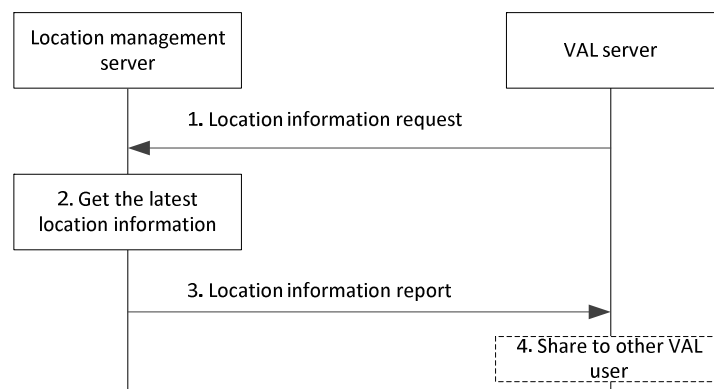 Location management
server
VAL server
1. Location information request
2. Get the latest
location information
3. Location information report
4. Share to other VAL
user